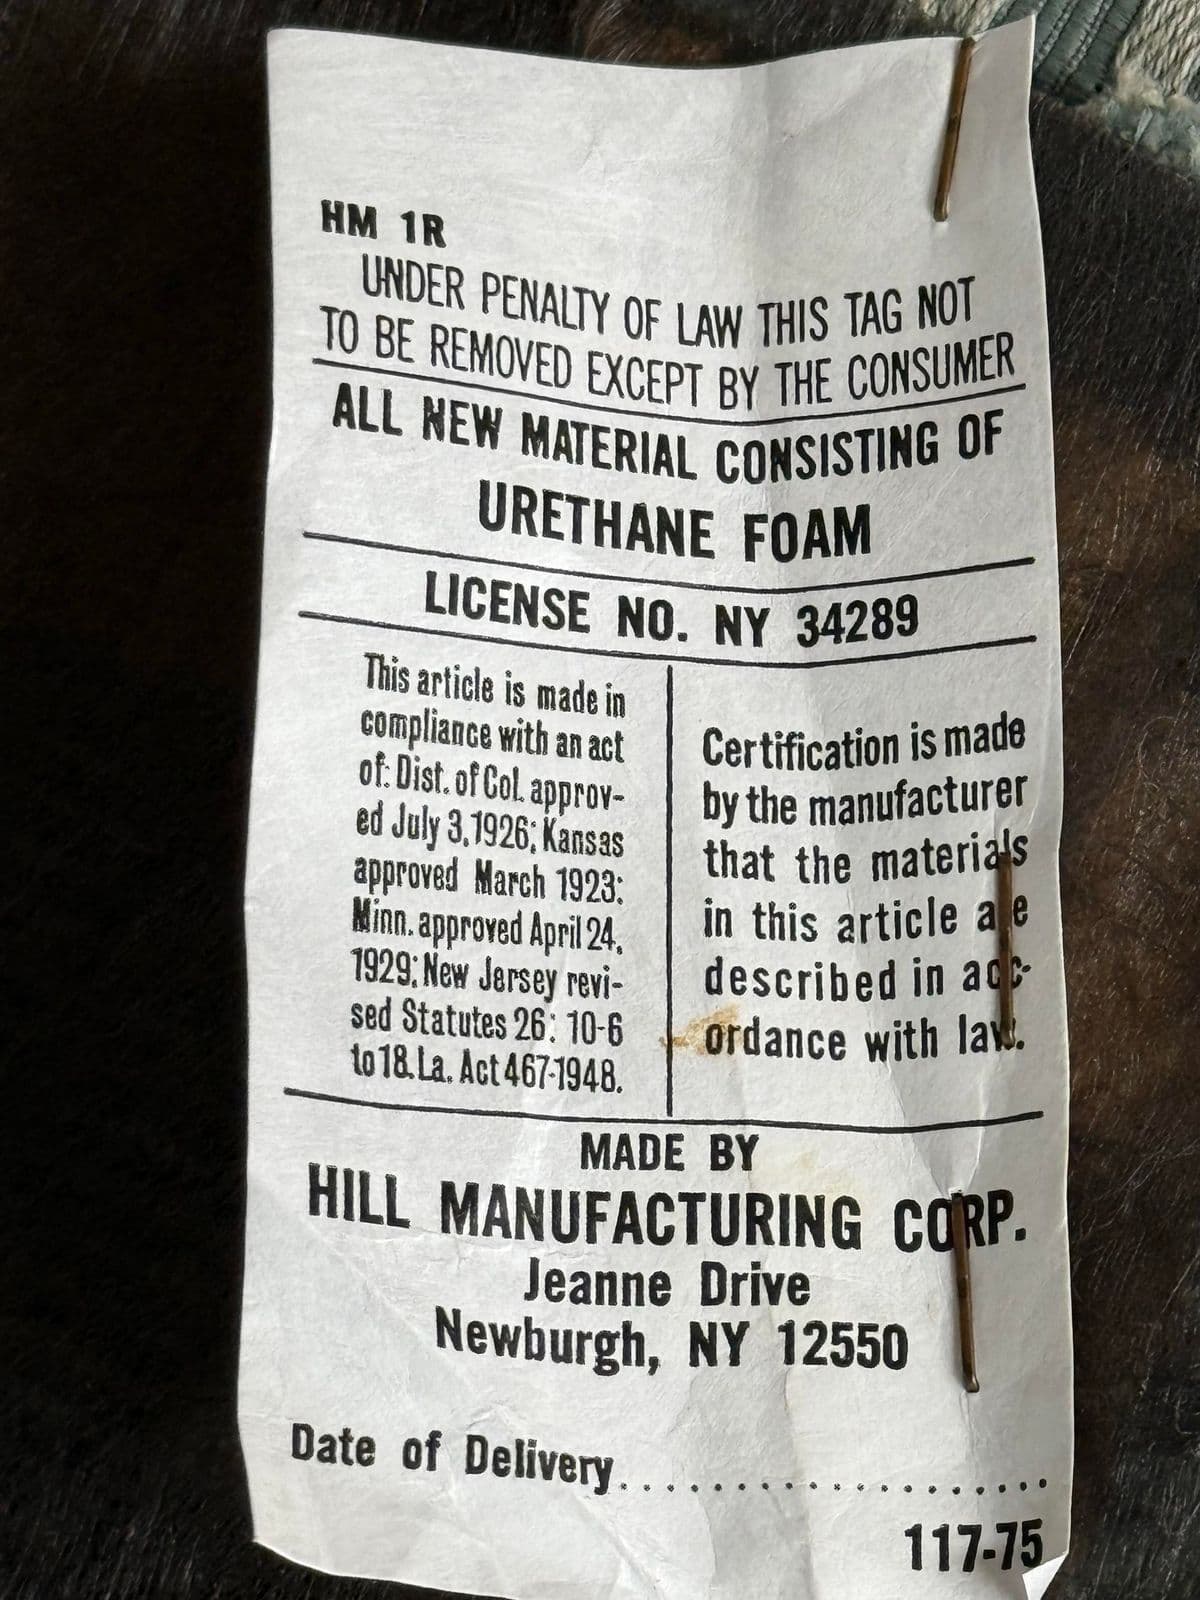 HM 1R
UNDER PENALTY OF LAW THIS TAG NOT
TO BE REMOVED EXCEPT BY THE CONSUMER
ALL NEW MATERIAL CONSISTING OF
URETHANE FOAM
LICENSE NO. NY 34289
This article is made in
compliance with an act
of: Dist. of Col. approv-
ed July 3, 1926; Kansas
approved March 1923:
Minn. approved April 24,
1929; New Jersey revi-
sed Statutes 26: 10-6
to 18. La. Act 467-1948.
Certification is made
by the manufacturer
that the materials
in this article are
described in acc-
ordance with law.
MADE BY
HILL MANUFACTURING CORP.
Jeanne Drive
Newburgh, NY 12550
Date of Delivery....................
117-75